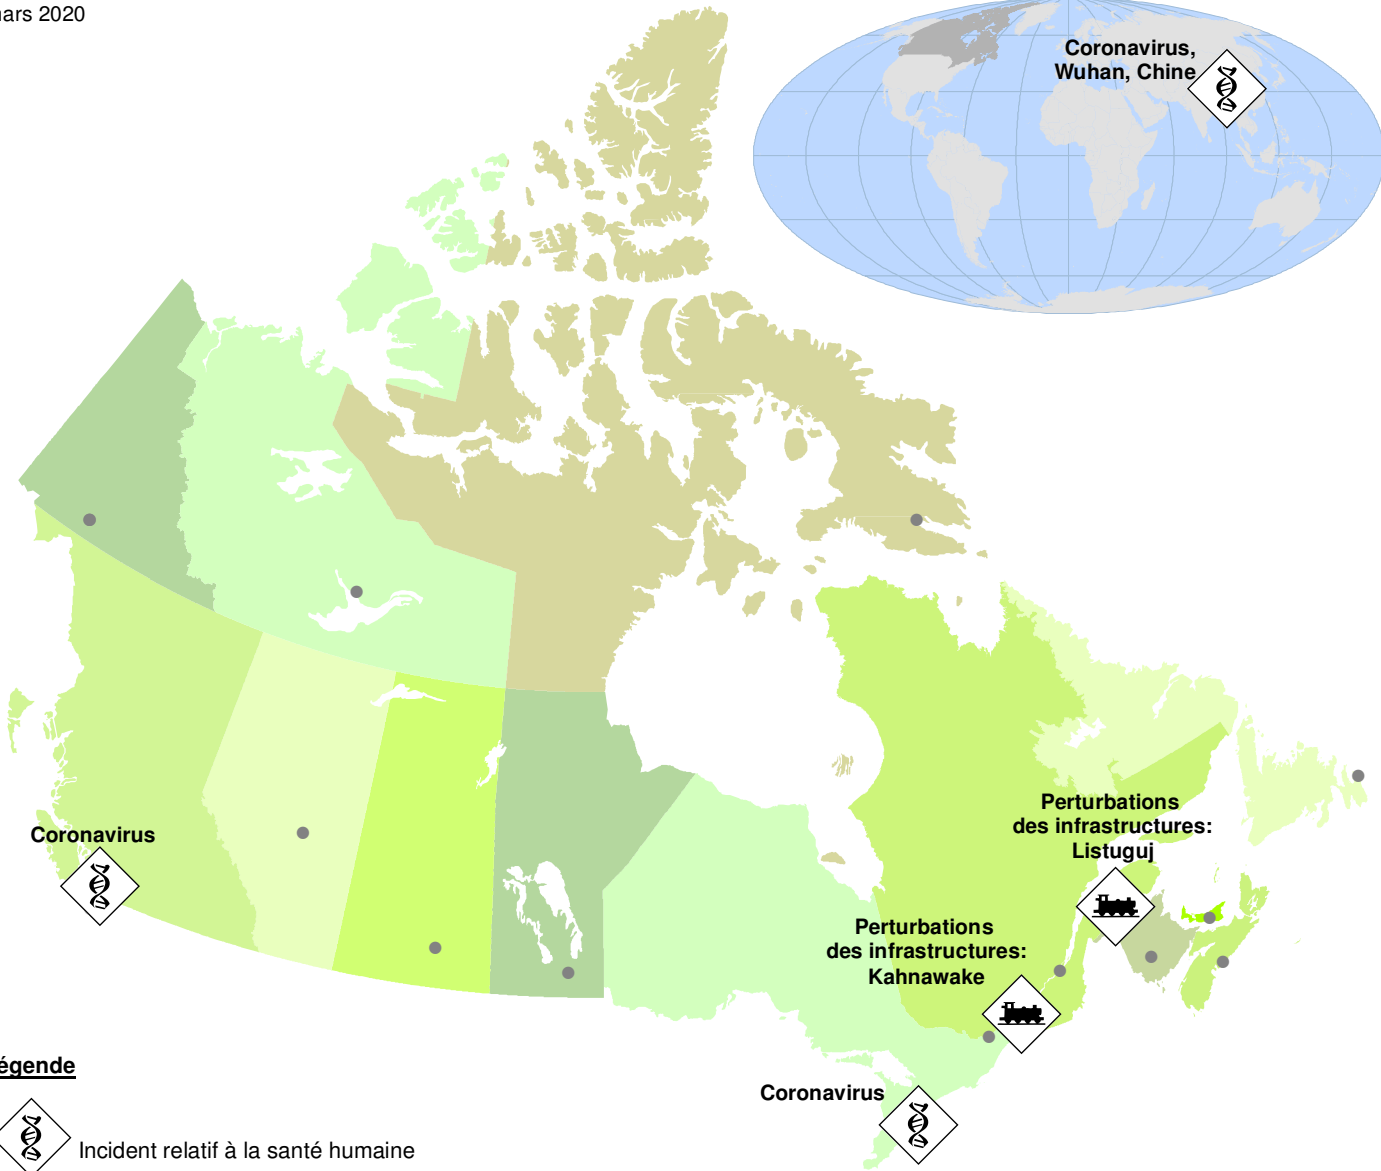 mars 2020
Coronavirus,
Wuhan, Chine
Perturbations
des infrastructures:
Listuguj
Coronavirus
Perturbations
des infrastructures:
Kahnawake
Coronavirus
égende
Incident relatif à la santé humaine